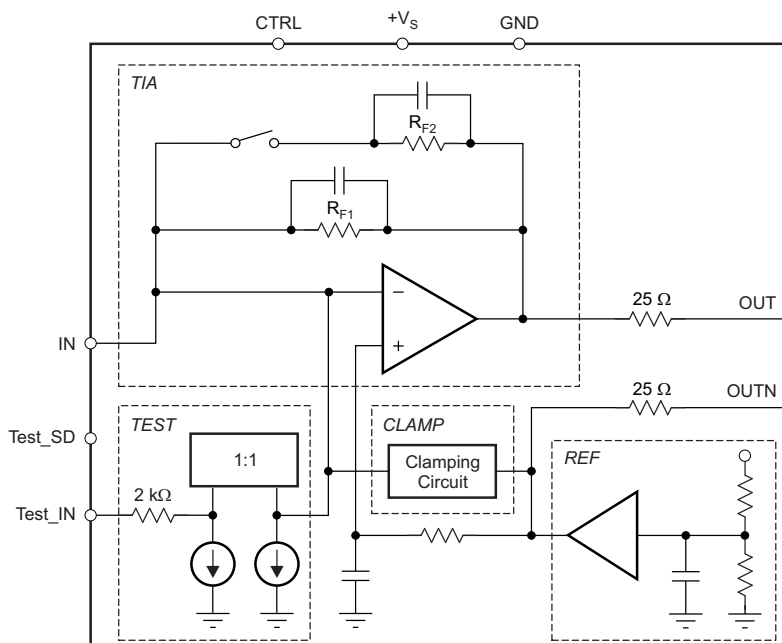 CTRL
+VS
GND
TIA
RF2
RF1
−
+
25 Ω
OUT
IN
25 Ω
OUTN
Test_SD
TEST
1:1
CLAMP
Clamping
Circuit
REF
2 kΩ
Test_IN